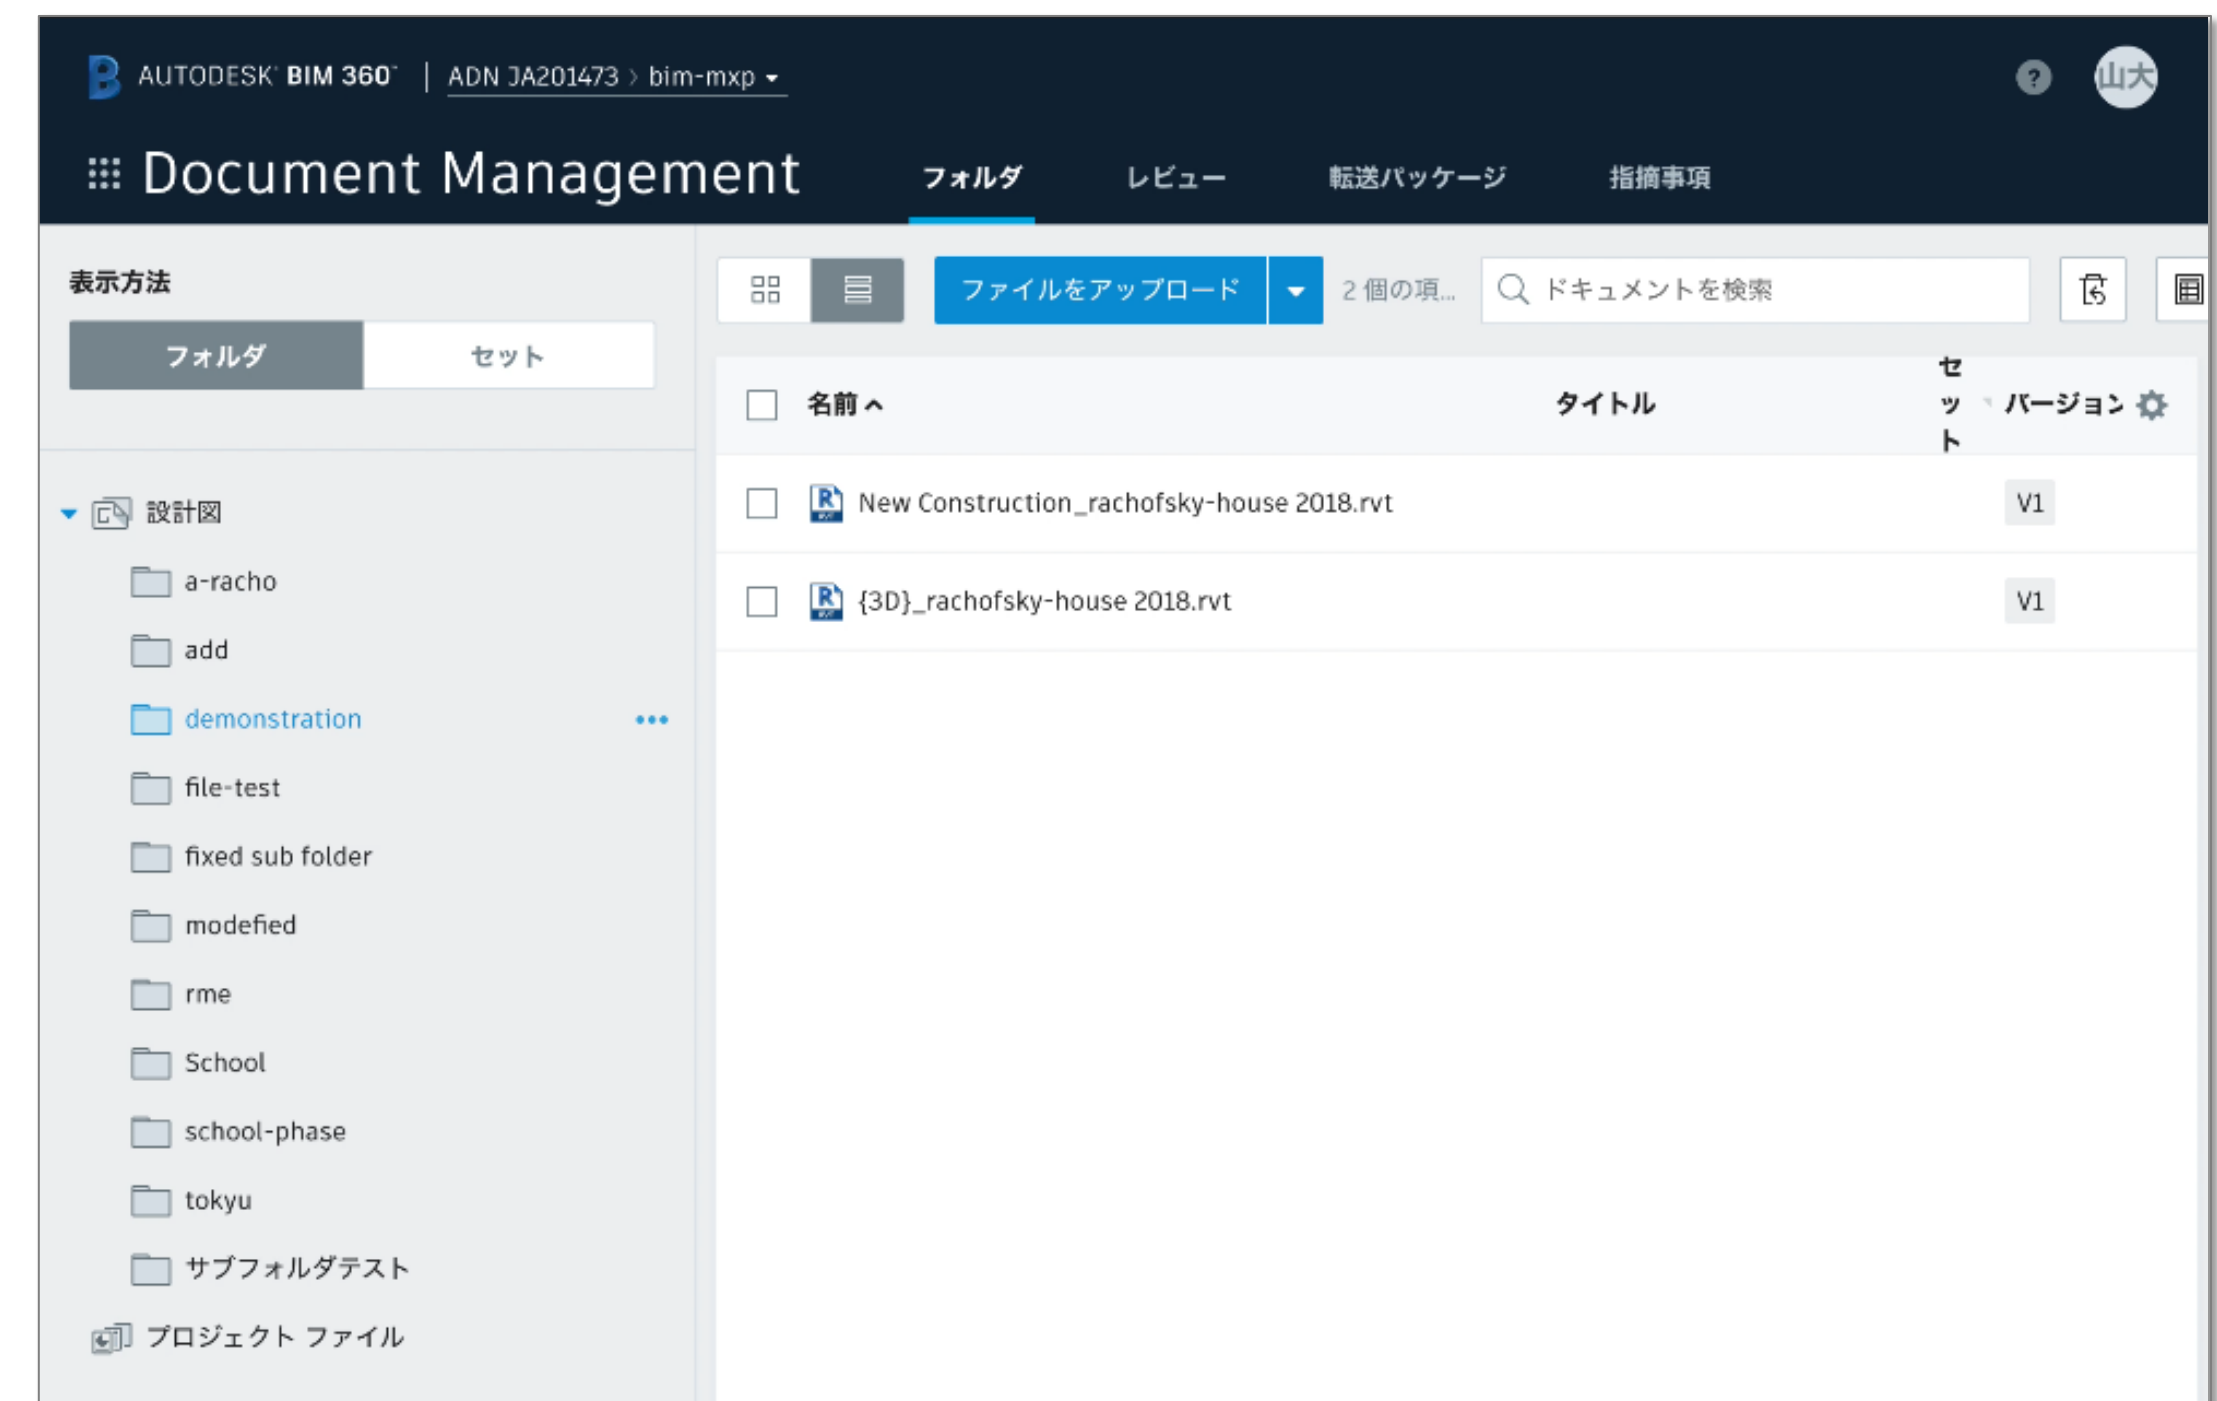 AUTODESK® BIM 360™ | ADN JA201473 > bim-mxp
?
山大
Document Management
フォルダ
レビュー
転送パッケージ
指摘事項
表示方法
フォルダ
セット
ファイルをアップロード
2 個の項...
ドキュメントを検索
名前
タイトル
セット
バージョン
設計図
a-racho
add
demonstration
file-test
fixed sub folder
modefied
rme
School
school-phase
tokyu
サブフォルダテスト
プロジェクト ファイル
New Construction_rachofsky-house 2018.rvt
V1
{3D}_rachofsky-house 2018.rvt
V1